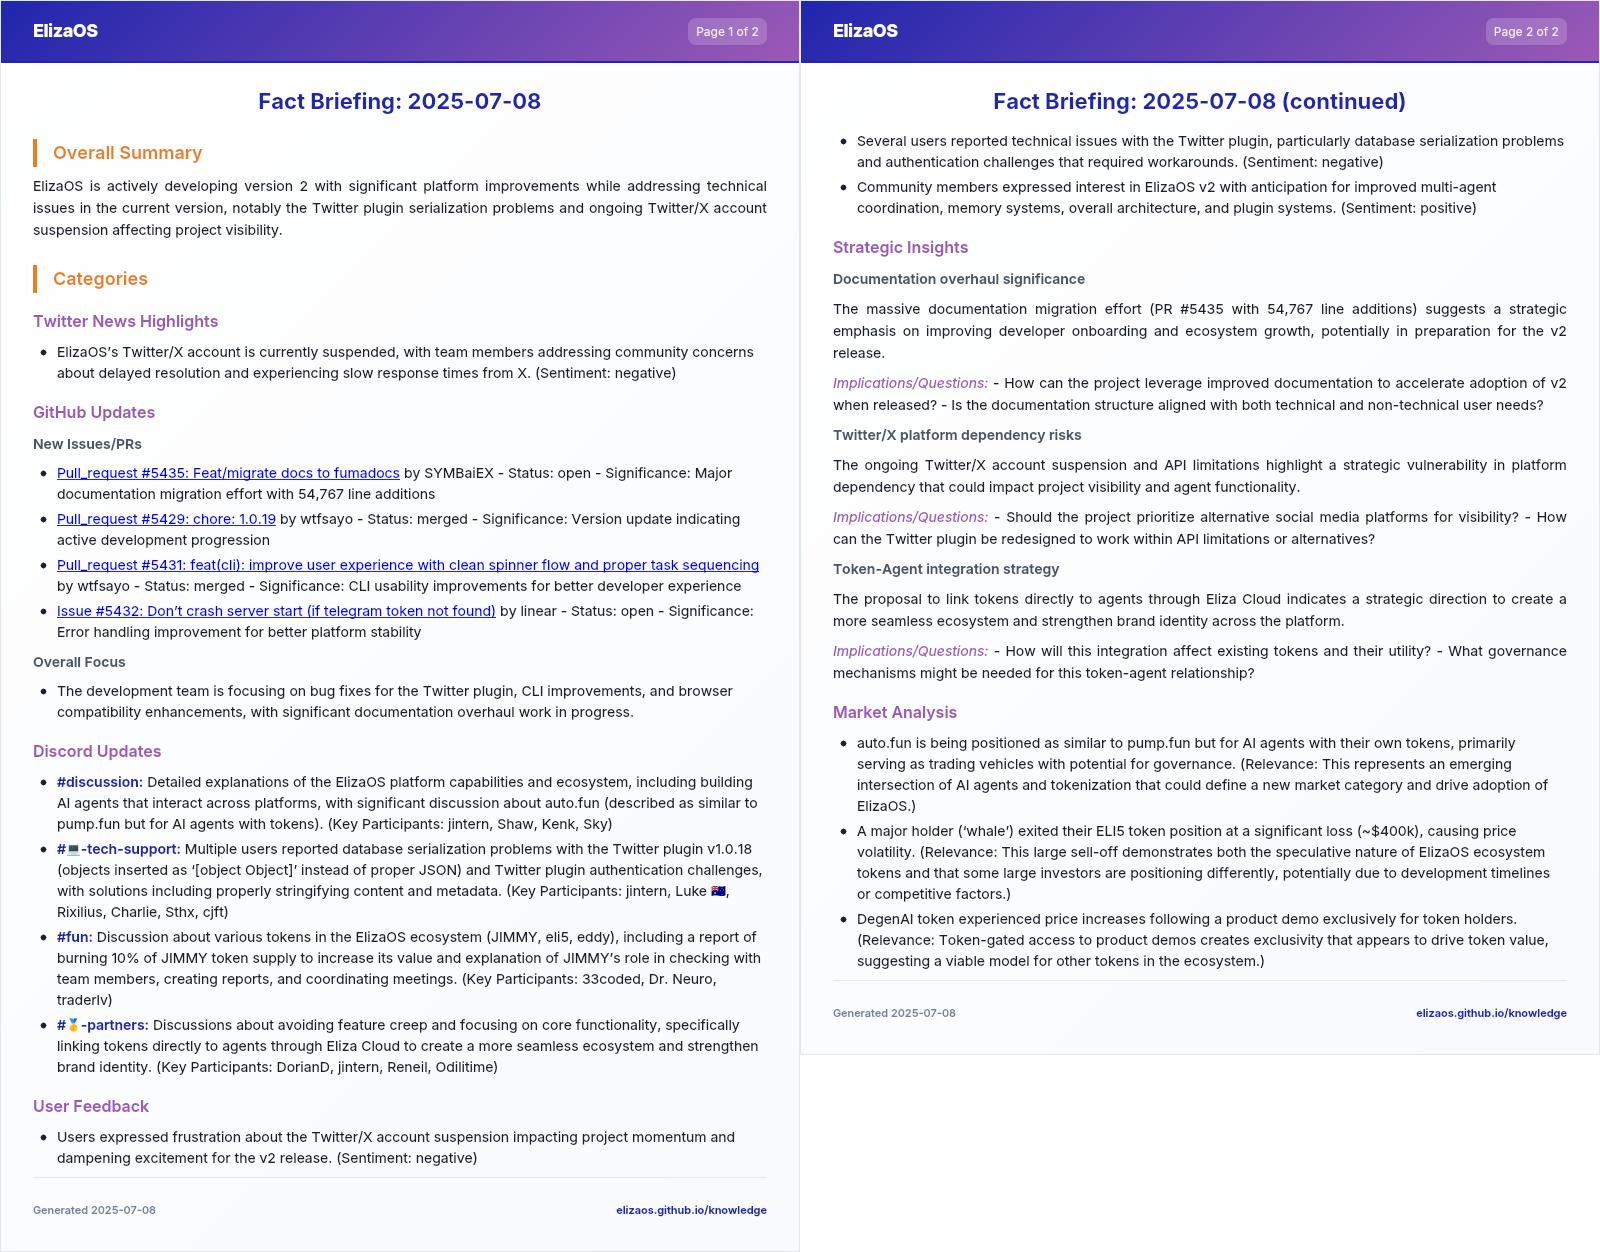 ElizaOS
Page 1 of 2
Fact Briefing: 2025-07-08
Overall Summary
ElizaOS is actively developing version 2 with significant platform improvements while addressing technical
issues in the current version, notably the Twitter plugin serialization problems and ongoing Twitter/X account
suspension affecting project visibility.
Categories
Twitter News Highlights
• ElizaOS’s Twitter/X account is currently suspended, with team members addressing community concerns
about delayed resolution and experiencing slow response times from X. (Sentiment: negative)
GitHub Updates
New Issues/PRs
• Pull_request #5435: Feat/migrate docs to fumadocs by SYMBaiEX - Status: open - Significance: Major
documentation migration effort with 54,767 line additions
• Pull_request #5429: chore: 1.0.19 by wtfsayo - Status: merged - Significance: Version update indicating
active development progression
• Pull_request #5431: feat(cli): improve user experience with clean spinner flow and proper task sequencing
by wtfsayo - Status: merged - Significance: CLI usability improvements for better developer experience
• Issue #5432: Don’t crash server start (if telegram token not found) by linear - Status: open - Significance:
Error handling improvement for better platform stability
Overall Focus
• The development team is focusing on bug fixes for the Twitter plugin, CLI improvements, and browser
compatibility enhancements, with significant documentation overhaul work in progress.
Discord Updates
• #discussion: Detailed explanations of the ElizaOS platform capabilities and ecosystem, including building
AI agents that interact across platforms, with significant discussion about auto.fun (described as similar to
pump.fun but for AI agents with tokens). (Key Participants: jintern, Shaw, Kenk, Sky)
• #💻-tech-support: Multiple users reported database serialization problems with the Twitter plugin v1.0.18
(objects inserted as ‘[object Object]’ instead of proper JSON) and Twitter plugin authentication challenges,
with solutions including properly stringifying content and metadata. (Key Participants: jintern, Luke 🇦🇺,
Rixilius, Charlie, Sthx, cjft)
• #fun: Discussion about various tokens in the ElizaOS ecosystem (JIMMY, eli5, eddy), including a report of
burning 10% of JIMMY token supply to increase its value and explanation of JIMMY’s role in checking with
team members, creating reports, and coordinating meetings. (Key Participants: 33coded, Dr. Neuro,
traderlv)
• #🥇-partners: Discussions about avoiding feature creep and focusing on core functionality, specifically
linking tokens directly to agents through Eliza Cloud to create a more seamless ecosystem and strengthen
brand identity. (Key Participants: DorianD, jintern, Reneil, Odilitime)
User Feedback
• Users expressed frustration about the Twitter/X account suspension impacting project momentum and
dampening excitement for the v2 release. (Sentiment: negative)
Generated 2025-07-08
elizaos.github.io/knowledge
ElizaOS
Page 2 of 2
Fact Briefing: 2025-07-08 (continued)
• Several users reported technical issues with the Twitter plugin, particularly database serialization problems
and authentication challenges that required workarounds. (Sentiment: negative)
• Community members expressed interest in ElizaOS v2 with anticipation for improved multi-agent
coordination, memory systems, overall architecture, and plugin systems. (Sentiment: positive)
Strategic Insights
Documentation overhaul significance
The massive documentation migration effort (PR #5435 with 54,767 line additions) suggests a strategic
emphasis on improving developer onboarding and ecosystem growth, potentially in preparation for the v2
release.
Implications/Questions: - How can the project leverage improved documentation to accelerate adoption of v2
when released? - Is the documentation structure aligned with both technical and non-technical user needs?
Twitter/X platform dependency risks
The ongoing Twitter/X account suspension and API limitations highlight a strategic vulnerability in platform
dependency that could impact project visibility and agent functionality.
Implications/Questions: - Should the project prioritize alternative social media platforms for visibility? - How
can the Twitter plugin be redesigned to work within API limitations or alternatives?
Token-Agent integration strategy
The proposal to link tokens directly to agents through Eliza Cloud indicates a strategic direction to create a
more seamless ecosystem and strengthen brand identity across the platform.
Implications/Questions: - How will this integration affect existing tokens and their utility? - What governance
mechanisms might be needed for this token-agent relationship?
Market Analysis
• auto.fun is being positioned as similar to pump.fun but for AI agents with their own tokens, primarily
serving as trading vehicles with potential for governance. (Relevance: This represents an emerging
intersection of AI agents and tokenization that could define a new market category and drive adoption of
ElizaOS.)
• A major holder (‘whale’) exited their ELI5 token position at a significant loss (~$400k), causing price
volatility. (Relevance: This large sell-off demonstrates both the speculative nature of ElizaOS ecosystem
tokens and that some large investors are positioning differently, potentially due to development timelines
or competitive factors.)
• DegenAI token experienced price increases following a product demo exclusively for token holders.
(Relevance: Token-gated access to product demos creates exclusivity that appears to drive token value,
suggesting a viable model for other tokens in the ecosystem.)
Generated 2025-07-08
elizaos.github.io/knowledge